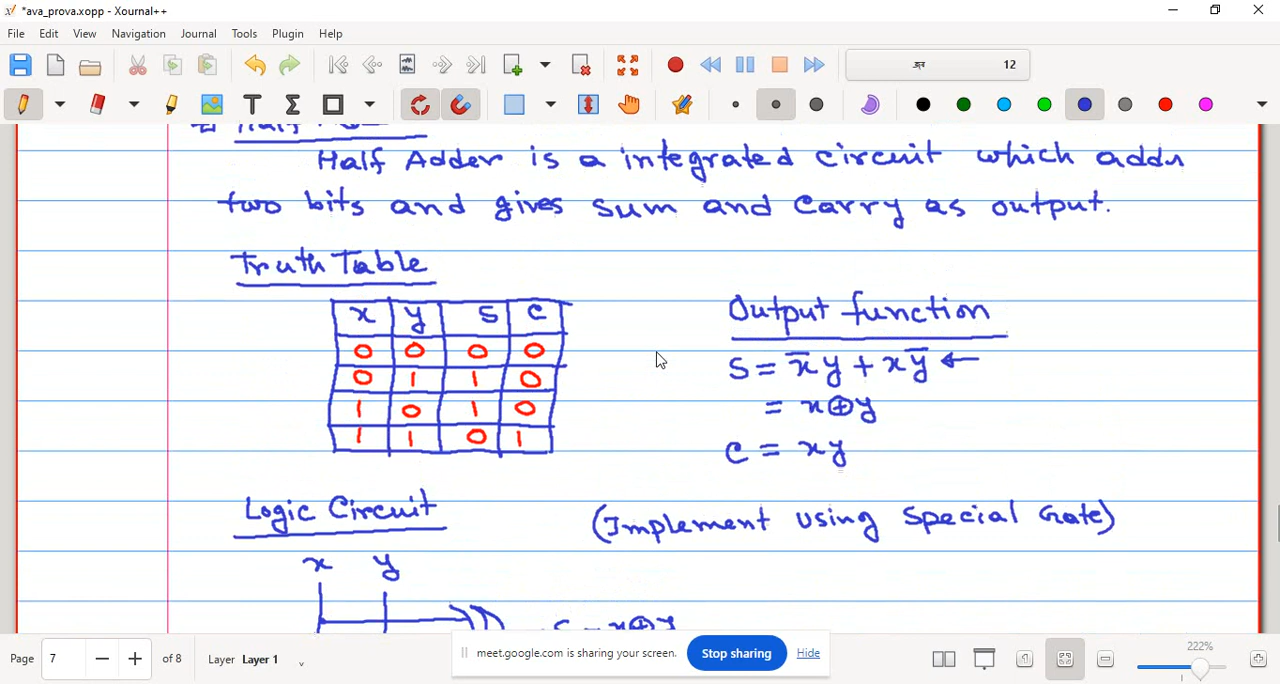 *ava_prova.xopp - Xournal++
File Edit View Navigation Journal Tools Plugin Help
12
Half Adder is a integrated circuit which adds
two bits and gives sum and carry as output.
Truth Table
x y S C
0 0 0 0
0 1 1 0
1 0 1 0
1 1 0 1
Output function
S = x̅y + xy̅ ←
= x⊕y
C = xy
Logic Circuit (Implement using Special Gate)
x y
S = x⊕y
meet.google.com is sharing your screen. Stop sharing Hide
Page 7 of 8 Layer Layer 1 222%